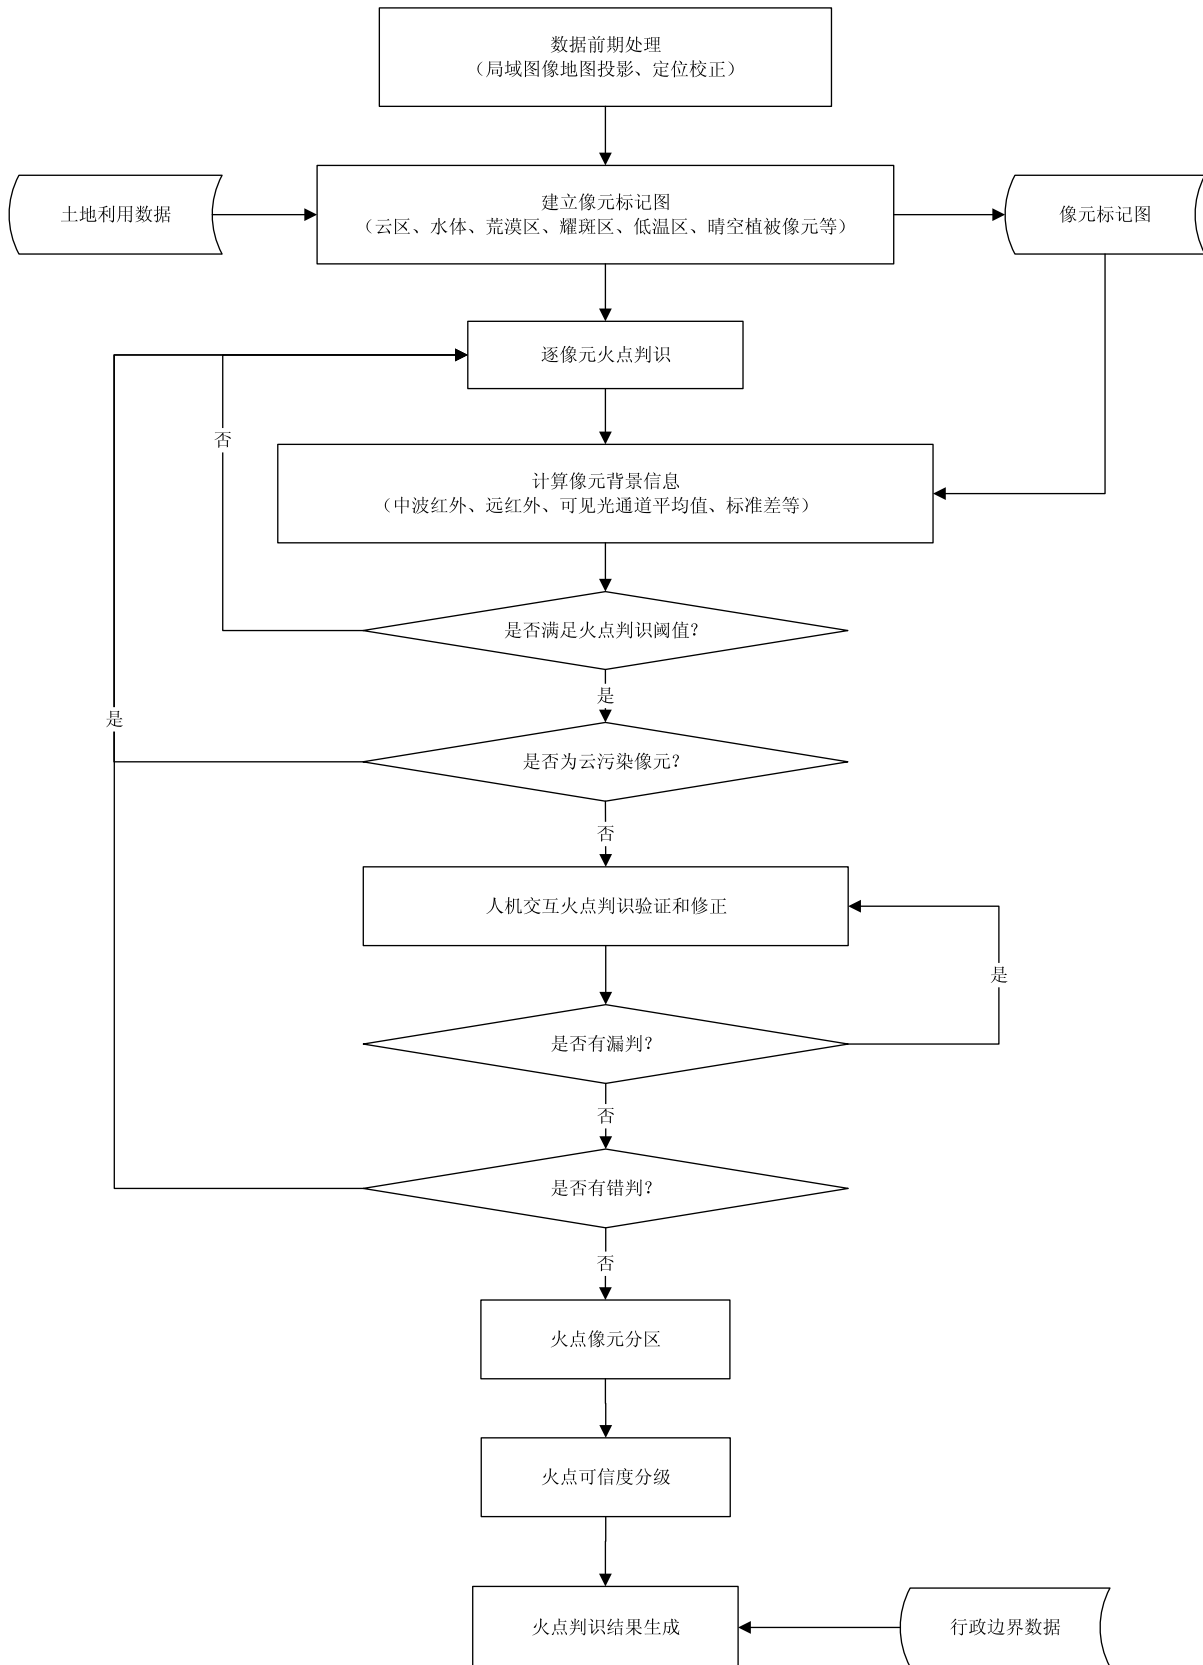 数据前期处理
（局域图像地图投影、定位校正）
土地利用数据
建立像元标记图
（云区、水体、荒漠区、耀斑区、低温区、晴空植被像元等）
像元标记图
逐像元火点判识
否
计算像元背景信息
（中波红外、远红外、可见光通道平均值、标准差等）
是否满足火点判识阈值？
是
是
是否为云污染像元？
否
人机交互火点判识验证和修正
是
是否有漏判？
否
是否有错判？
否
火点像元分区
火点可信度分级
火点判识结果生成
行政边界数据